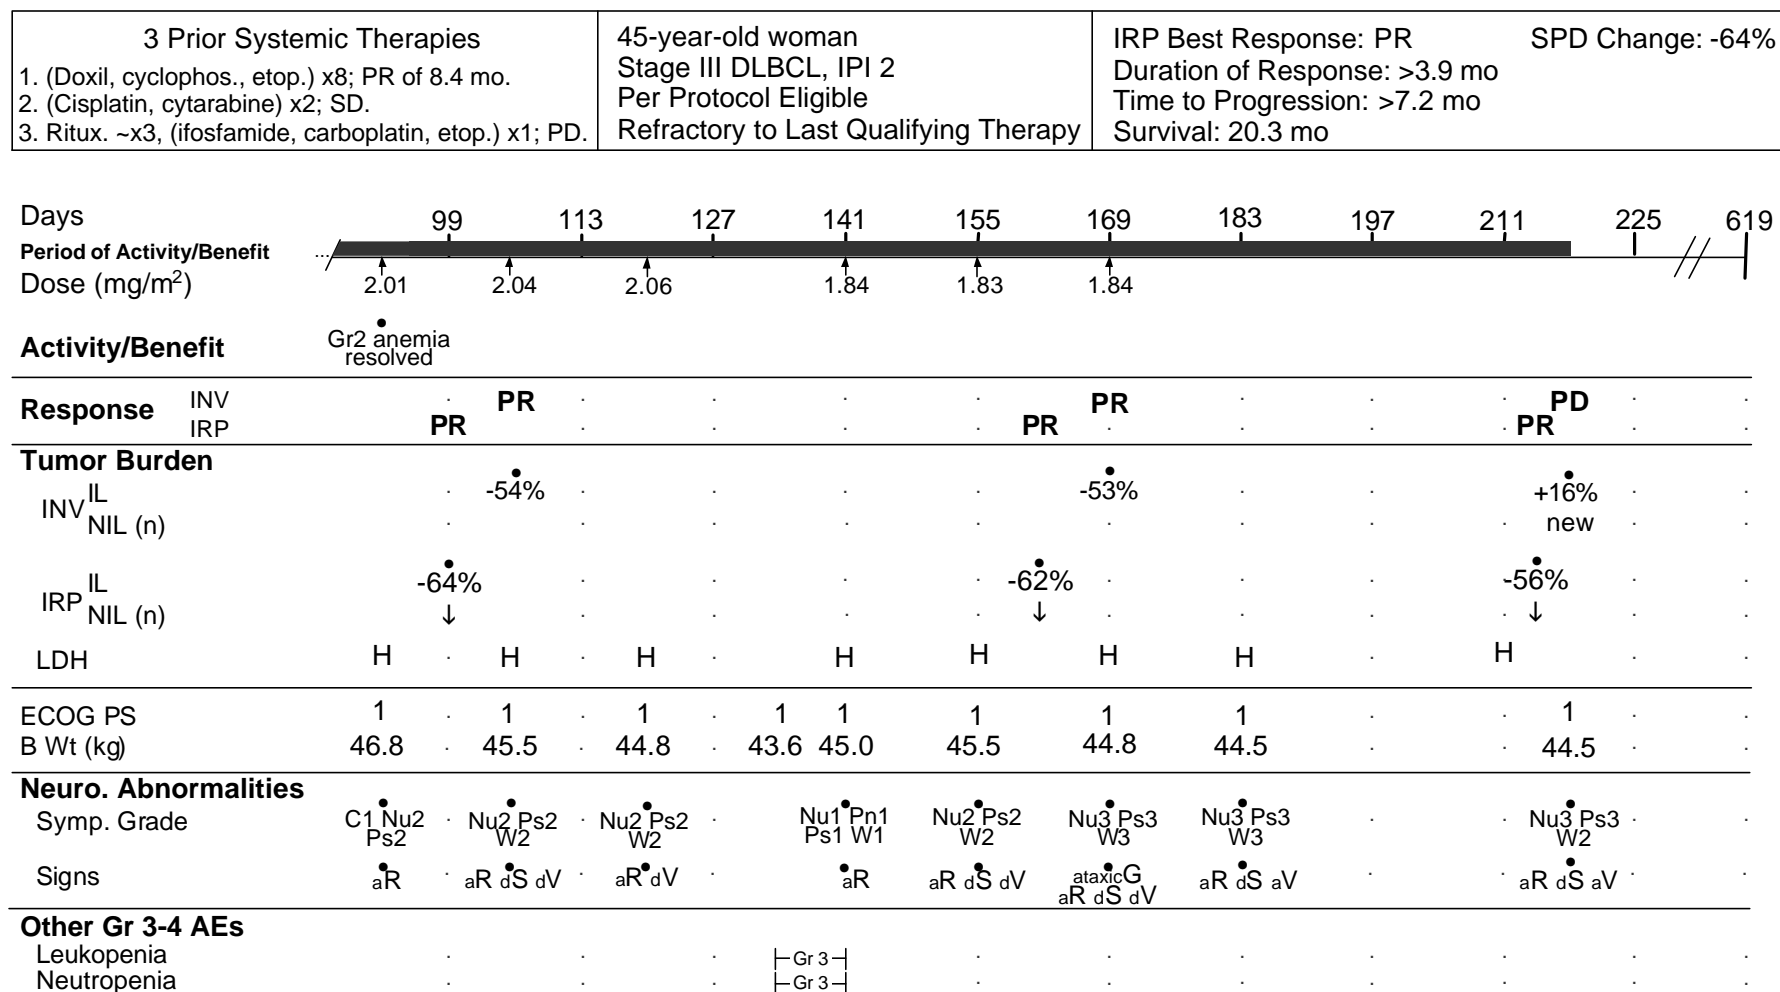 3 Prior Systemic Therapies
1. (Doxil, cyclophos., etop.) x8; PR of 8.4 mo.
2. (Cisplatin, cytarabine) x2; SD.
3. Ritux. ~x3, (ifosfamide, carboplatin, etop.) x1; PD.
45-year-old woman
Stage III DLBCL, IPI 2
Per Protocol Eligible
Refractory to Last Qualifying Therapy
IRP Best Response: PR SPD Change: -64%
Duration of Response: >3.9 mo
Time to Progression: >7.2 mo
Survival: 20.3 mo
Days 99 113 127 141 155 169 183 197 211 225 619
Period of Activity/Benefit
Dose (mg/m²) 2.01 2.04 2.06 1.84 1.83 1.84
Activity/Benefit Gr2 anemia
resolved
Response INV PR PR PD
IRP PR PR PR
Tumor Burden
INV IL -54% -53% +16%
NIL (n) new
IRP IL -64% -62% -56%
NIL (n) ↓ ↓ ↓
LDH H H H H H H H H
ECOG PS 1 1 1 1 1 1 1 1 1
B Wt (kg) 46.8 45.5 44.8 43.6 45.0 45.5 44.8 44.5 44.5
Neuro. Abnormalities
Symp. Grade C1 Nu2 Nu2 Ps2 Nu2 Ps2 Nu1 Pn1 Nu2 Ps2 Nu3 Ps3 Nu3 Ps3 Nu3 Ps3
Ps2 W2 W2 Ps1 W1 W2 W3 W3 W2
Signs aR aR dS dV aR dV aR aR dS dV ataxicG aR dS aV aR dS aV
aR dS dV
Other Gr 3-4 AEs
Leukopenia Gr 3
Neutropenia Gr 3